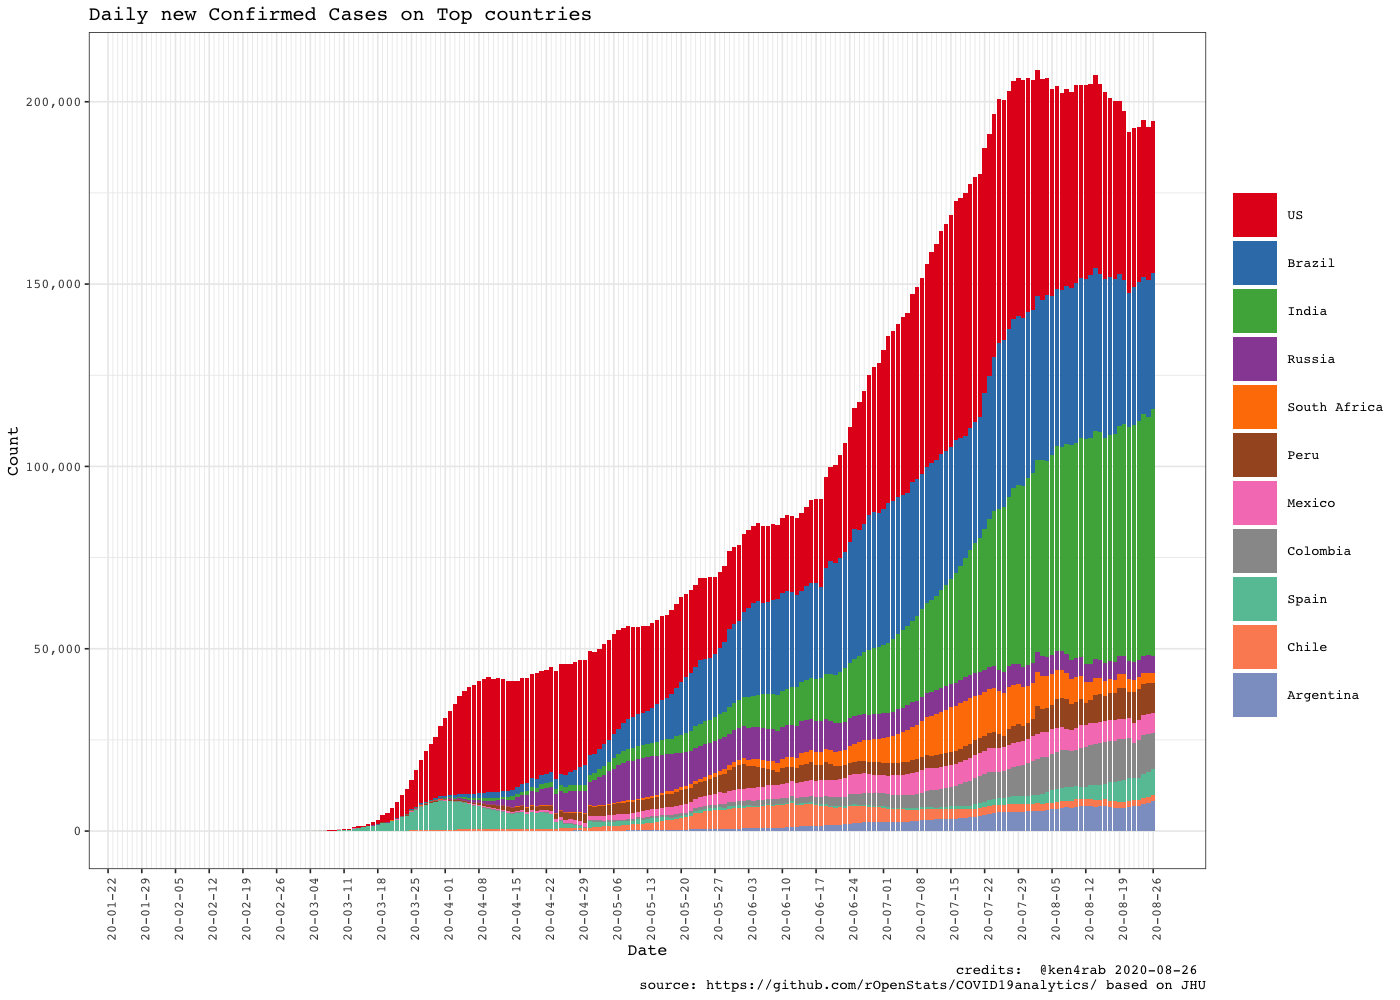 Daily new Confirmed Cases on Top countries
Count
200,000
150,000
100,000
50,000
0
20-01-22
20-01-29
20-02-05
20-02-12
20-02-19
20-02-26
20-03-04
20-03-11
20-03-18
20-03-25
20-04-01
20-04-08
20-04-15
20-04-22
20-04-29
20-05-06
20-05-13
20-05-20
20-05-27
20-06-03
20-06-10
20-06-17
20-06-24
20-07-01
20-07-08
20-07-15
20-07-22
20-07-29
20-08-05
20-08-12
20-08-19
20-08-26
Date
US
Brazil
India
Russia
South Africa
Peru
Mexico
Colombia
Spain
Chile
Argentina
credits:  @ken4rab 2020-08-26
source: https://github.com/rOpenStats/COVID19analytics/ based on JHU